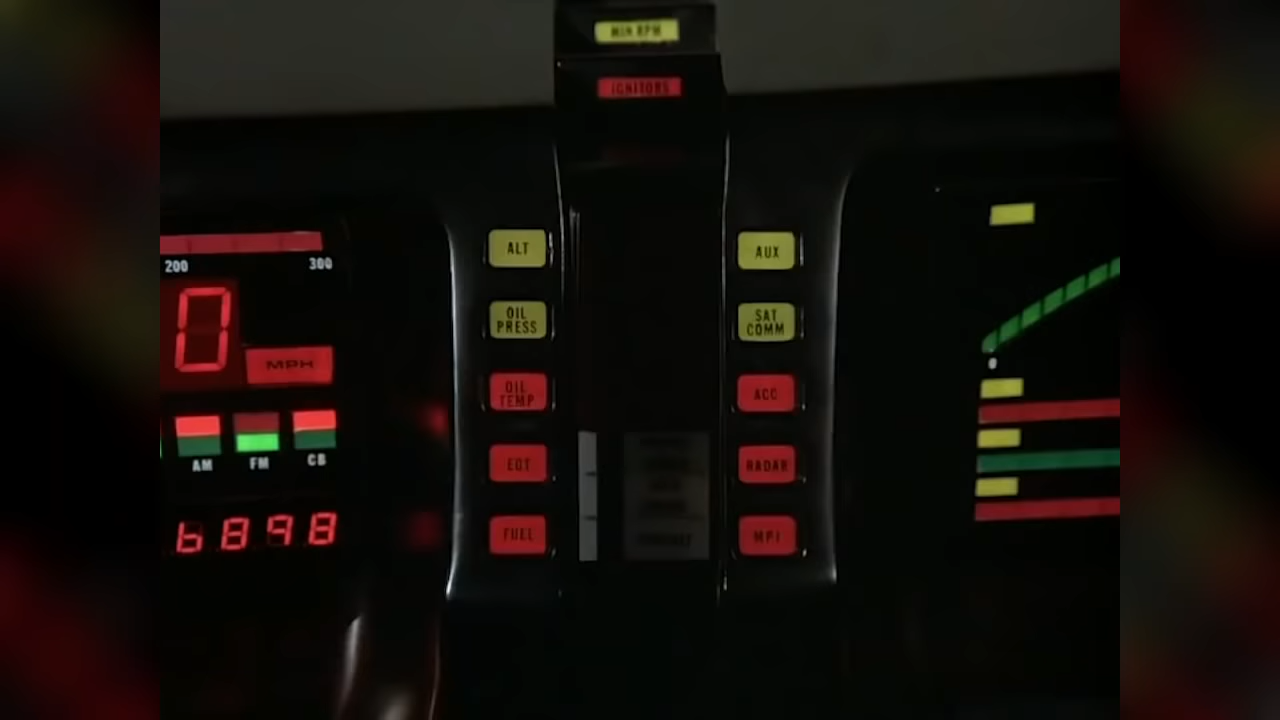 MIN RPM
IGNITORS
200 300
0
MPH
AM FM CB
6898
ALT
OIL
PRESS
OIL
TEMP
EGT
FUEL
AUX
SAT
COMM
ACC
RADAR
MPI
0